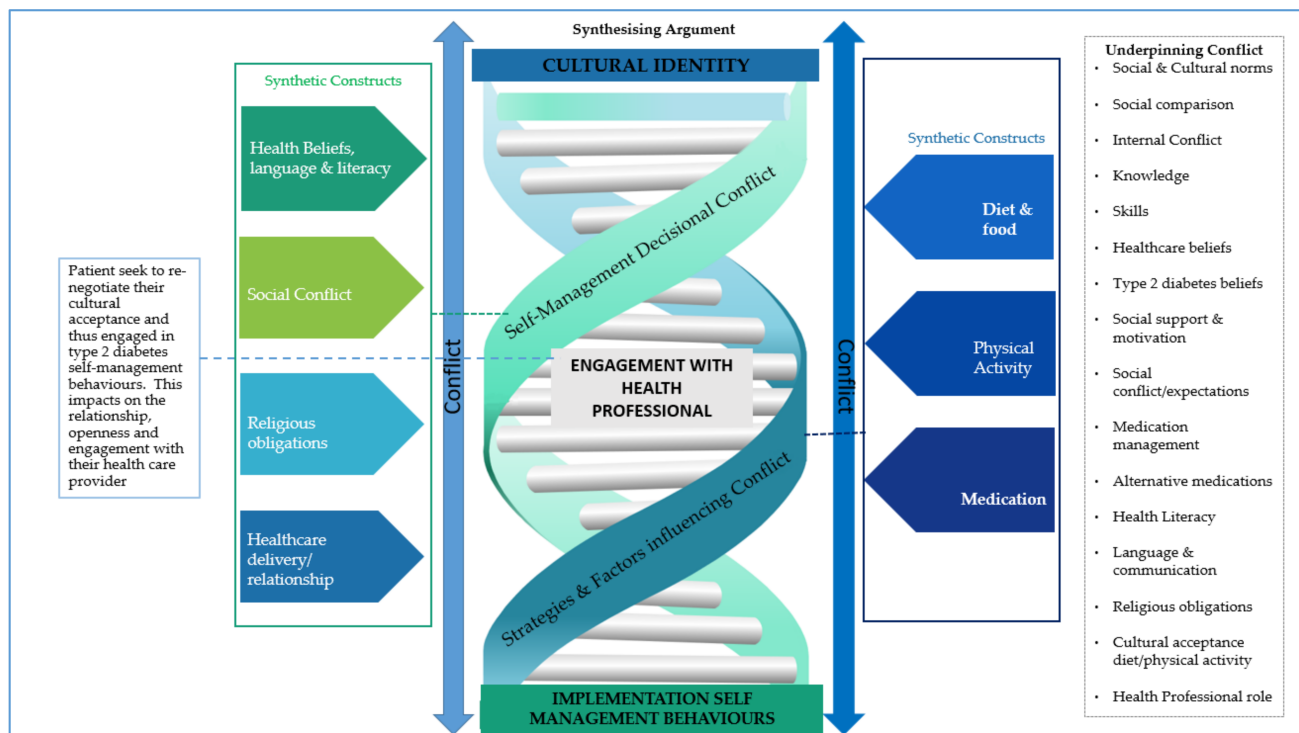 Synthesising Argument
CULTURAL IDENTITY
Synthetic Constructs
Health Beliefs,
language & literacy
Social Conflict
Religious
obligations
Healthcare
delivery/
relationship
Patient seek to re-
negotiate their
cultural
acceptance and
thus engaged in
type 2 diabetes
self-management
behaviours. This
impacts on the
relationship,
openness and
engagement with
their health care
provider
Conflict
Self-Management Decisional Conflict
ENGAGEMENT WITH
HEALTH
PROFESSIONAL
Strategies & Factors influencing Conflict
IMPLEMENTATION SELF
MANAGEMENT BEHAVIOURS
Conflict
Synthetic Constructs
Diet &
food
Physical
Activity
Medication
Underpinning Conflict
• Social & Cultural norms
• Social comparison
• Internal Conflict
• Knowledge
• Skills
• Healthcare beliefs
• Type 2 diabetes beliefs
• Social support &
motivation
• Social
conflict/expectations
• Medication
management
• Alternative medications
• Health Literacy
• Language &
communication
• Religious obligations
• Cultural acceptance
diet/physical activity
• Health Professional role